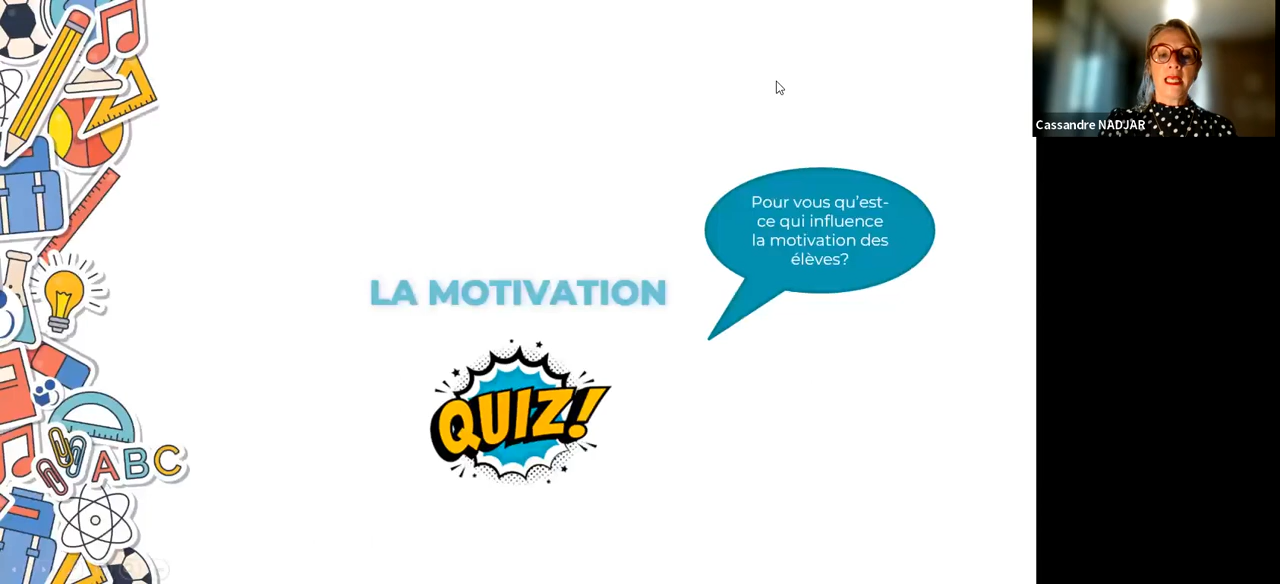 Cassandre NADJAR
Pour vous qu'est-
ce qui influence
la motivation des
élèves?
LA MOTIVATION
QUIZ!
ABC